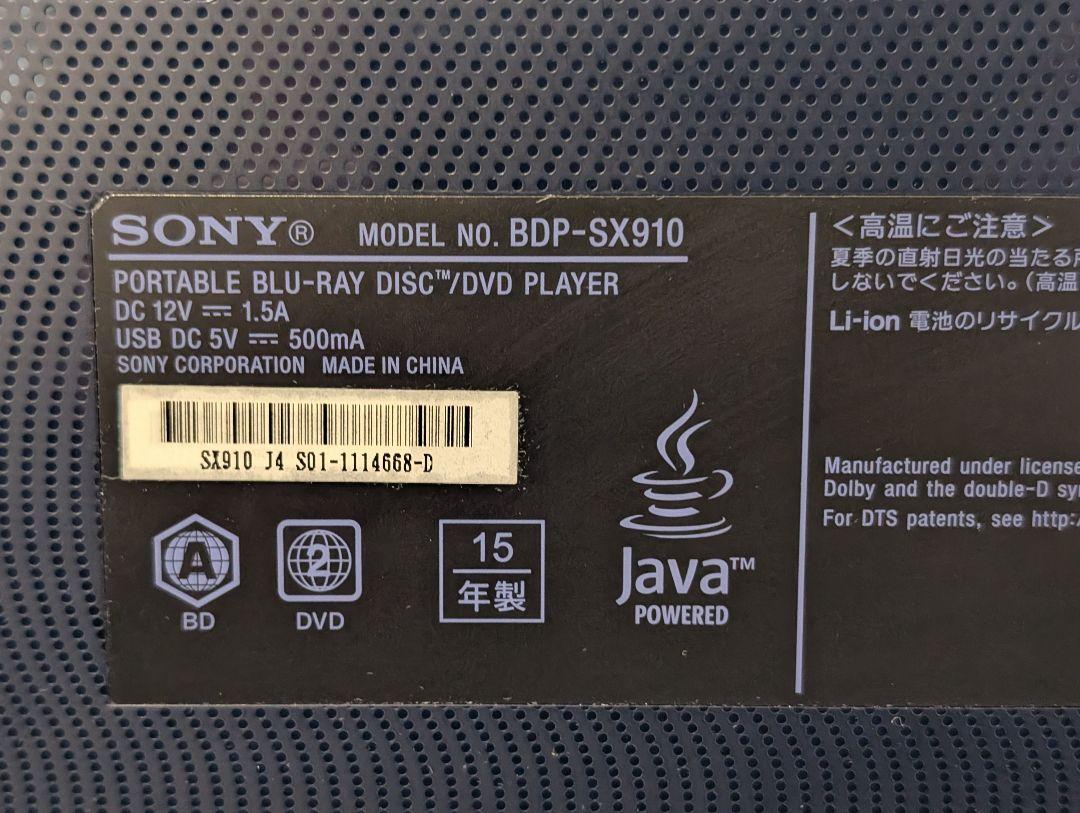 SONY® MODEL NO. BDP-SX910
PORTABLE BLU-RAY DISC™/DVD PLAYER
DC 12V ⎓ 1.5A
USB DC 5V ⎓ 500mA
SONY CORPORATION MADE IN CHINA
SX910 J4 S01-1114668-D
A
BD
2
DVD
15
年製
Java™
POWERED
＜高温にご注意＞
夏季の直射日光の当たる
しないでください。（高温
Li-ion 電池のリサイクル
Manufactured under license
Dolby and the double-D
For DTS patents, see http:/